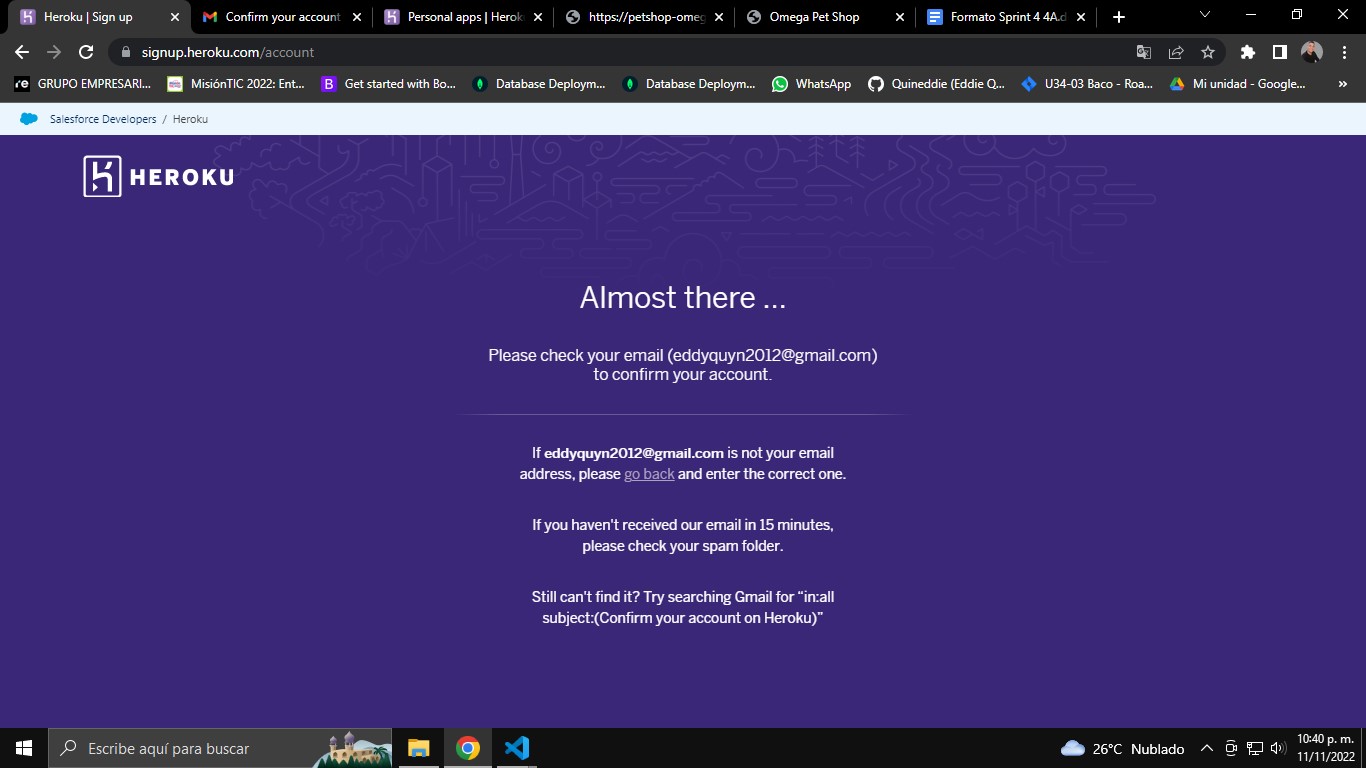 Heroku | Sign up
Confirm your account
Personal apps | Herok
https://petshop-omeg
Omega Pet Shop
Formato Sprint 4 4A.d
signup.heroku.com/account
GRUPO EMPRESARI...
MisiónTIC 2022: Ent...
B
Get started with Bo...
Database Deploym...
Database Deploym...
WhatsApp
Quineddie (Eddie Q...
U34-03 Baco - Roa...
Mi unidad - Google...
»
Salesforce Developers / Heroku
HEROKU
Almost there ...
Please check your email (eddyquyn2012@gmail.com)
to confirm your account.
If eddyquyn2012@gmail.com is not your email
address, please go back and enter the correct one.
If you haven't received our email in 15 minutes,
please check your spam folder.
Still can't find it? Try searching Gmail for “in:all
subject:(Confirm your account on Heroku)”
Escribe aquí para buscar
26°C Nublado
10:40 p. m.
11/11/2022